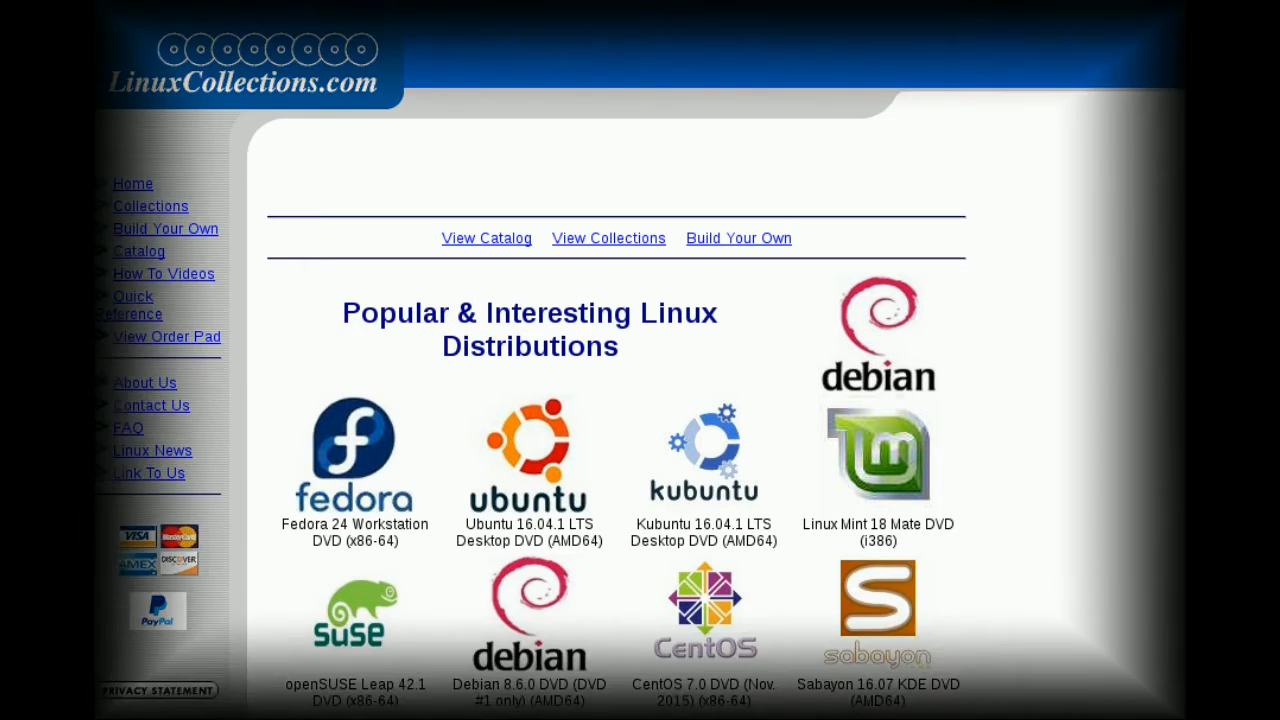 LinuxCollections.com
Home
Collections
Build Your Own
Catalog
How To Videos
Quick
Reference
View Order Pad
About Us
Contact Us
FAQ
Linux News
Link To Us
VISA
MasterCard
AMEX
DISCOVER
PayPal
PRIVACY STATEMENT
View Catalog View Collections Build Your Own
Popular & Interesting Linux
Distributions
debian
fedora
Fedora 24 Workstation
DVD (x86-64)
ubuntu
Ubuntu 16.04.1 LTS
Desktop DVD (AMD64)
kubuntu
Kubuntu 16.04.1 LTS
Desktop DVD (AMD64)
Linux Mint 18 Mate DVD
(i386)
SUSE
openSUSE Leap 42.1
DVD (x86-64)
debian
Debian 8.6.0 DVD (DVD
#1 only) (AMD64)
CentOS
CentOS 7.0 DVD (Nov.
2015) (x86-64)
sabayon
Sabayon 16.07 KDE DVD
(AMD64)